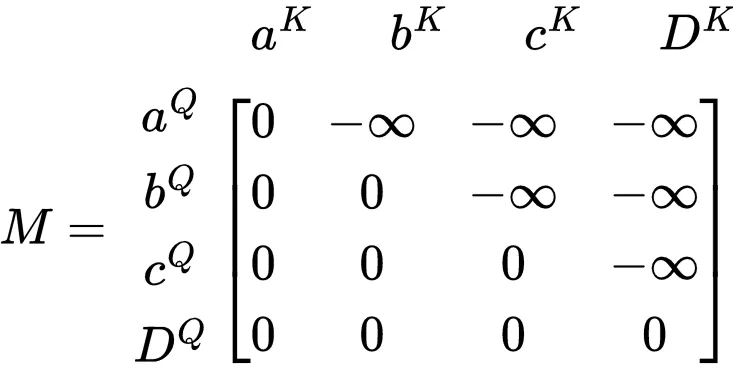 a^K b^K c^K D^K
a^Q 0 −∞ −∞ −∞
b^Q 0 0 −∞ −∞
M =
c^Q 0 0 0 −∞
D^Q 0 0 0 0